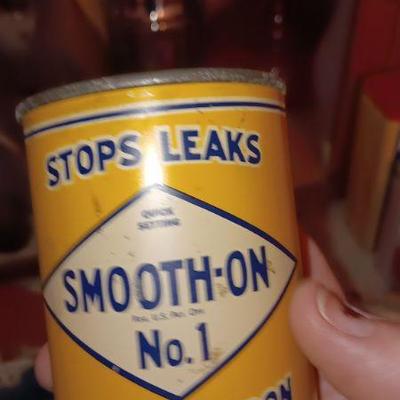 STOPS LEAKS
QUICK
SETTING
SMOOTH-ON
REG. U.S. PAT. OFF.
No. 1